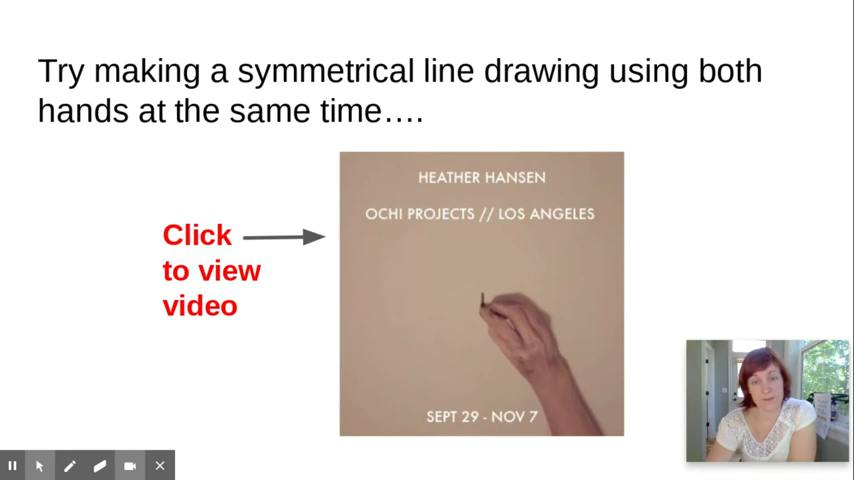 Try making a symmetrical line drawing using both
hands at the same time….
HEATHER HANSEN
OCHI PROJECTS // LOS ANGELES
Click
to view
video
SEPT 29 - NOV 7